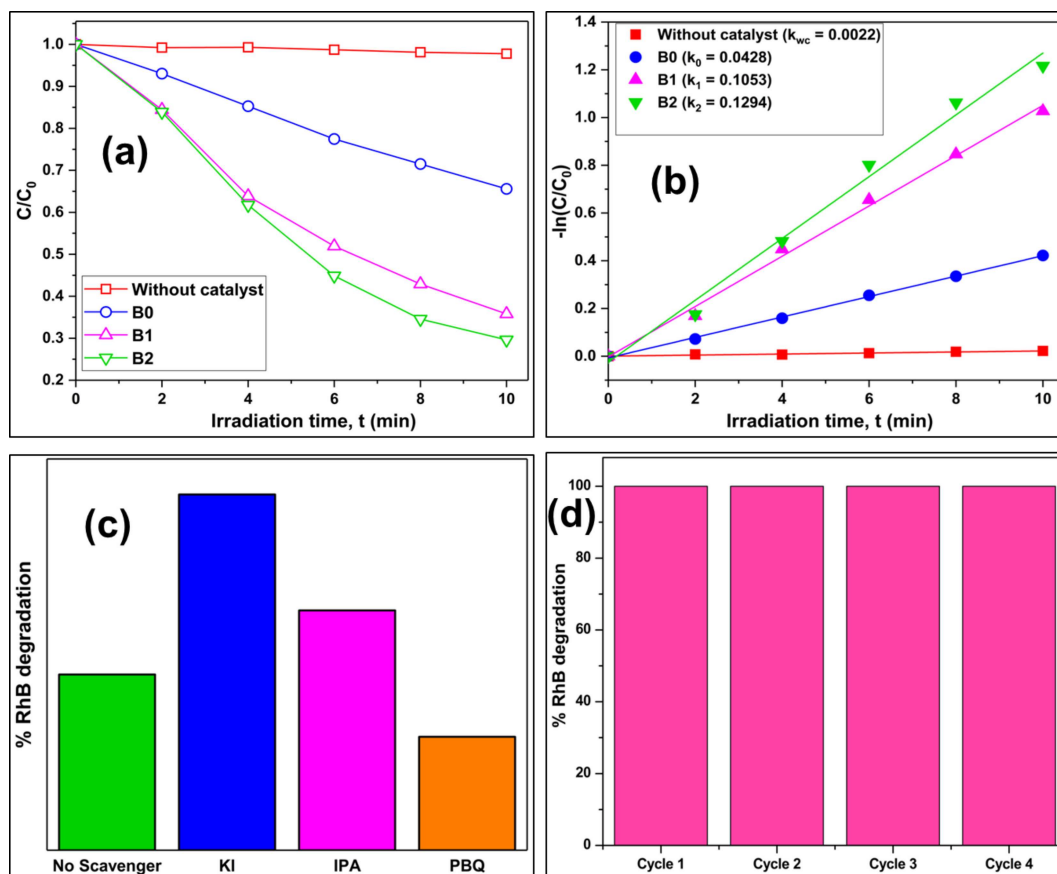 (a)
C/C₀
1.0
0.9
0.8
0.7
0.6
0.5
0.4
0.3
0.2
Without catalyst
B0
B1
B2
0 2 4 6 8 10
Irradiation time, t (min)
(b)
-ln(C/C₀)
1.4
1.2
1.0
0.8
0.6
0.4
0.2
0.0
Without catalyst (kwc = 0.0022)
B0 (k₀ = 0.0428)
B1 (k₁ = 0.1053)
B2 (k₂ = 0.1294)
0 2 4 6 8 10
Irradiation time, t (min)
(c)
% RhB degradation
No Scavenger KI IPA PBQ
(d)
% RhB degradation
100
80
60
40
20
0
Cycle 1 Cycle 2 Cycle 3 Cycle 4